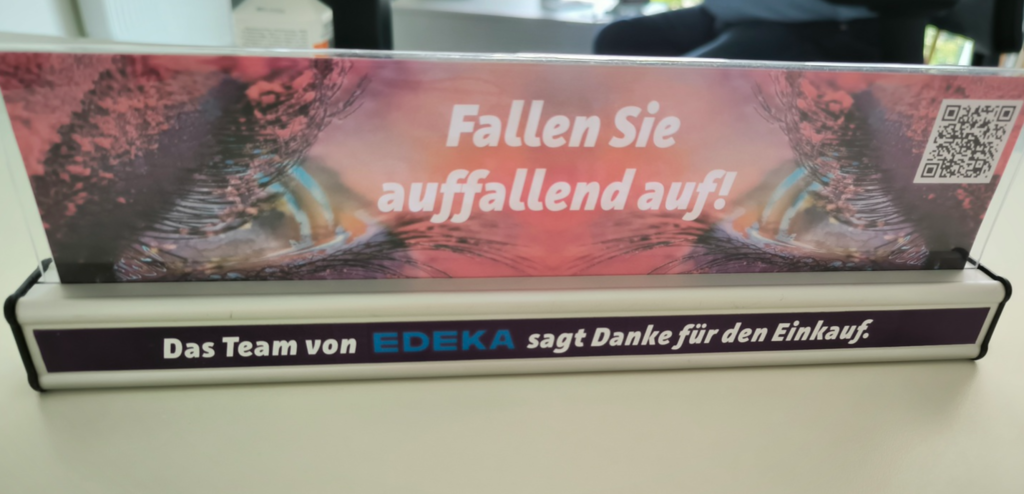 Fallen Sie
auffallend auf!
Das Team von EDEKA sagt Danke für den Einkauf.